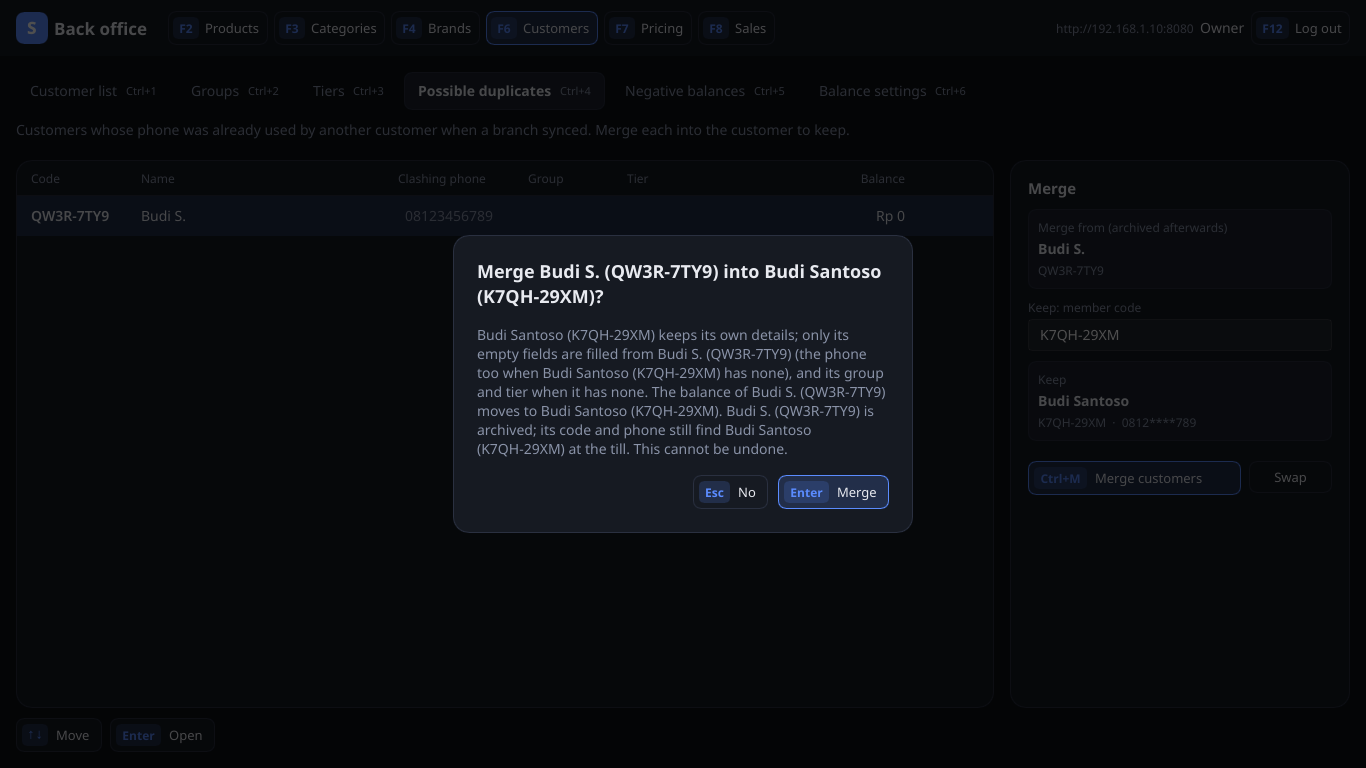 S Back office F2 Products F3 Categories F4 Brands F6 Customers F7 Pricing F8 Sales http://192.168.1.10:8080 Owner F12 Log out
Customer list Ctrl+1 Groups Ctrl+2 Tiers Ctrl+3 Possible duplicates Ctrl+4 Negative balances Ctrl+5 Balance settings Ctrl+6
Customers whose phone was already used by another customer when a branch synced. Merge each into the customer to keep.
Code Name Clashing phone Group Tier Balance
QW3R-7TY9 Budi S. 08123456789 Rp 0
Merge
Merge from (archived afterwards)
Budi S.
QW3R-7TY9
Keep: member code
K7QH-29XM
Keep
Budi Santoso
K7QH-29XM · 0812****789
Ctrl+M Merge customers Swap
Merge Budi S. (QW3R-7TY9) into Budi Santoso
(K7QH-29XM)?
Budi Santoso (K7QH-29XM) keeps its own details; only its
empty fields are filled from Budi S. (QW3R-7TY9) (the phone
too when Budi Santoso (K7QH-29XM) has none), and its group
and tier when it has none. The balance of Budi S. (QW3R-7TY9)
moves to Budi Santoso (K7QH-29XM). Budi S. (QW3R-7TY9) is
archived; its code and phone still find Budi Santoso
(K7QH-29XM) at the till. This cannot be undone.
Esc No Enter Merge
↑↓ Move Enter Open